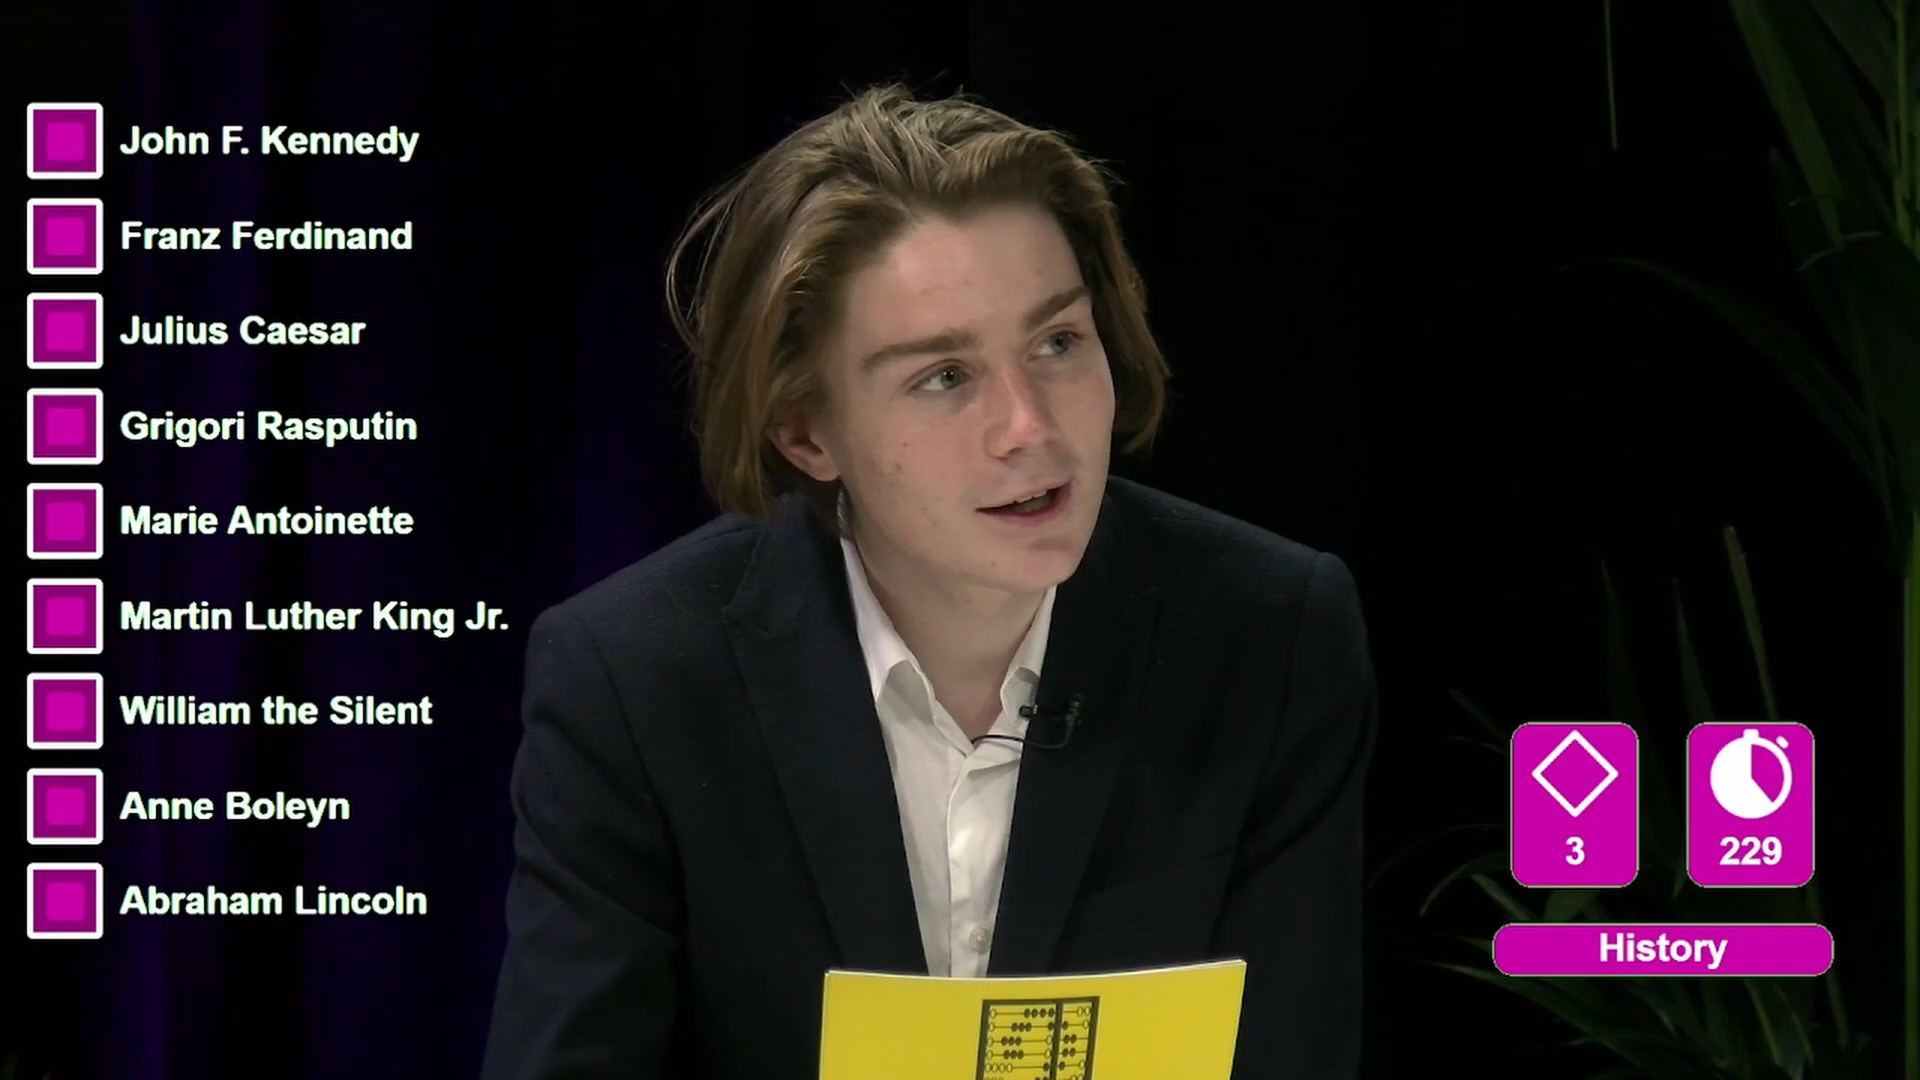 John F. Kennedy
Franz Ferdinand
Julius Caesar
Grigori Rasputin
Marie Antoinette
Martin Luther King Jr.
William the Silent
Anne Boleyn
Abraham Lincoln
3
229
History